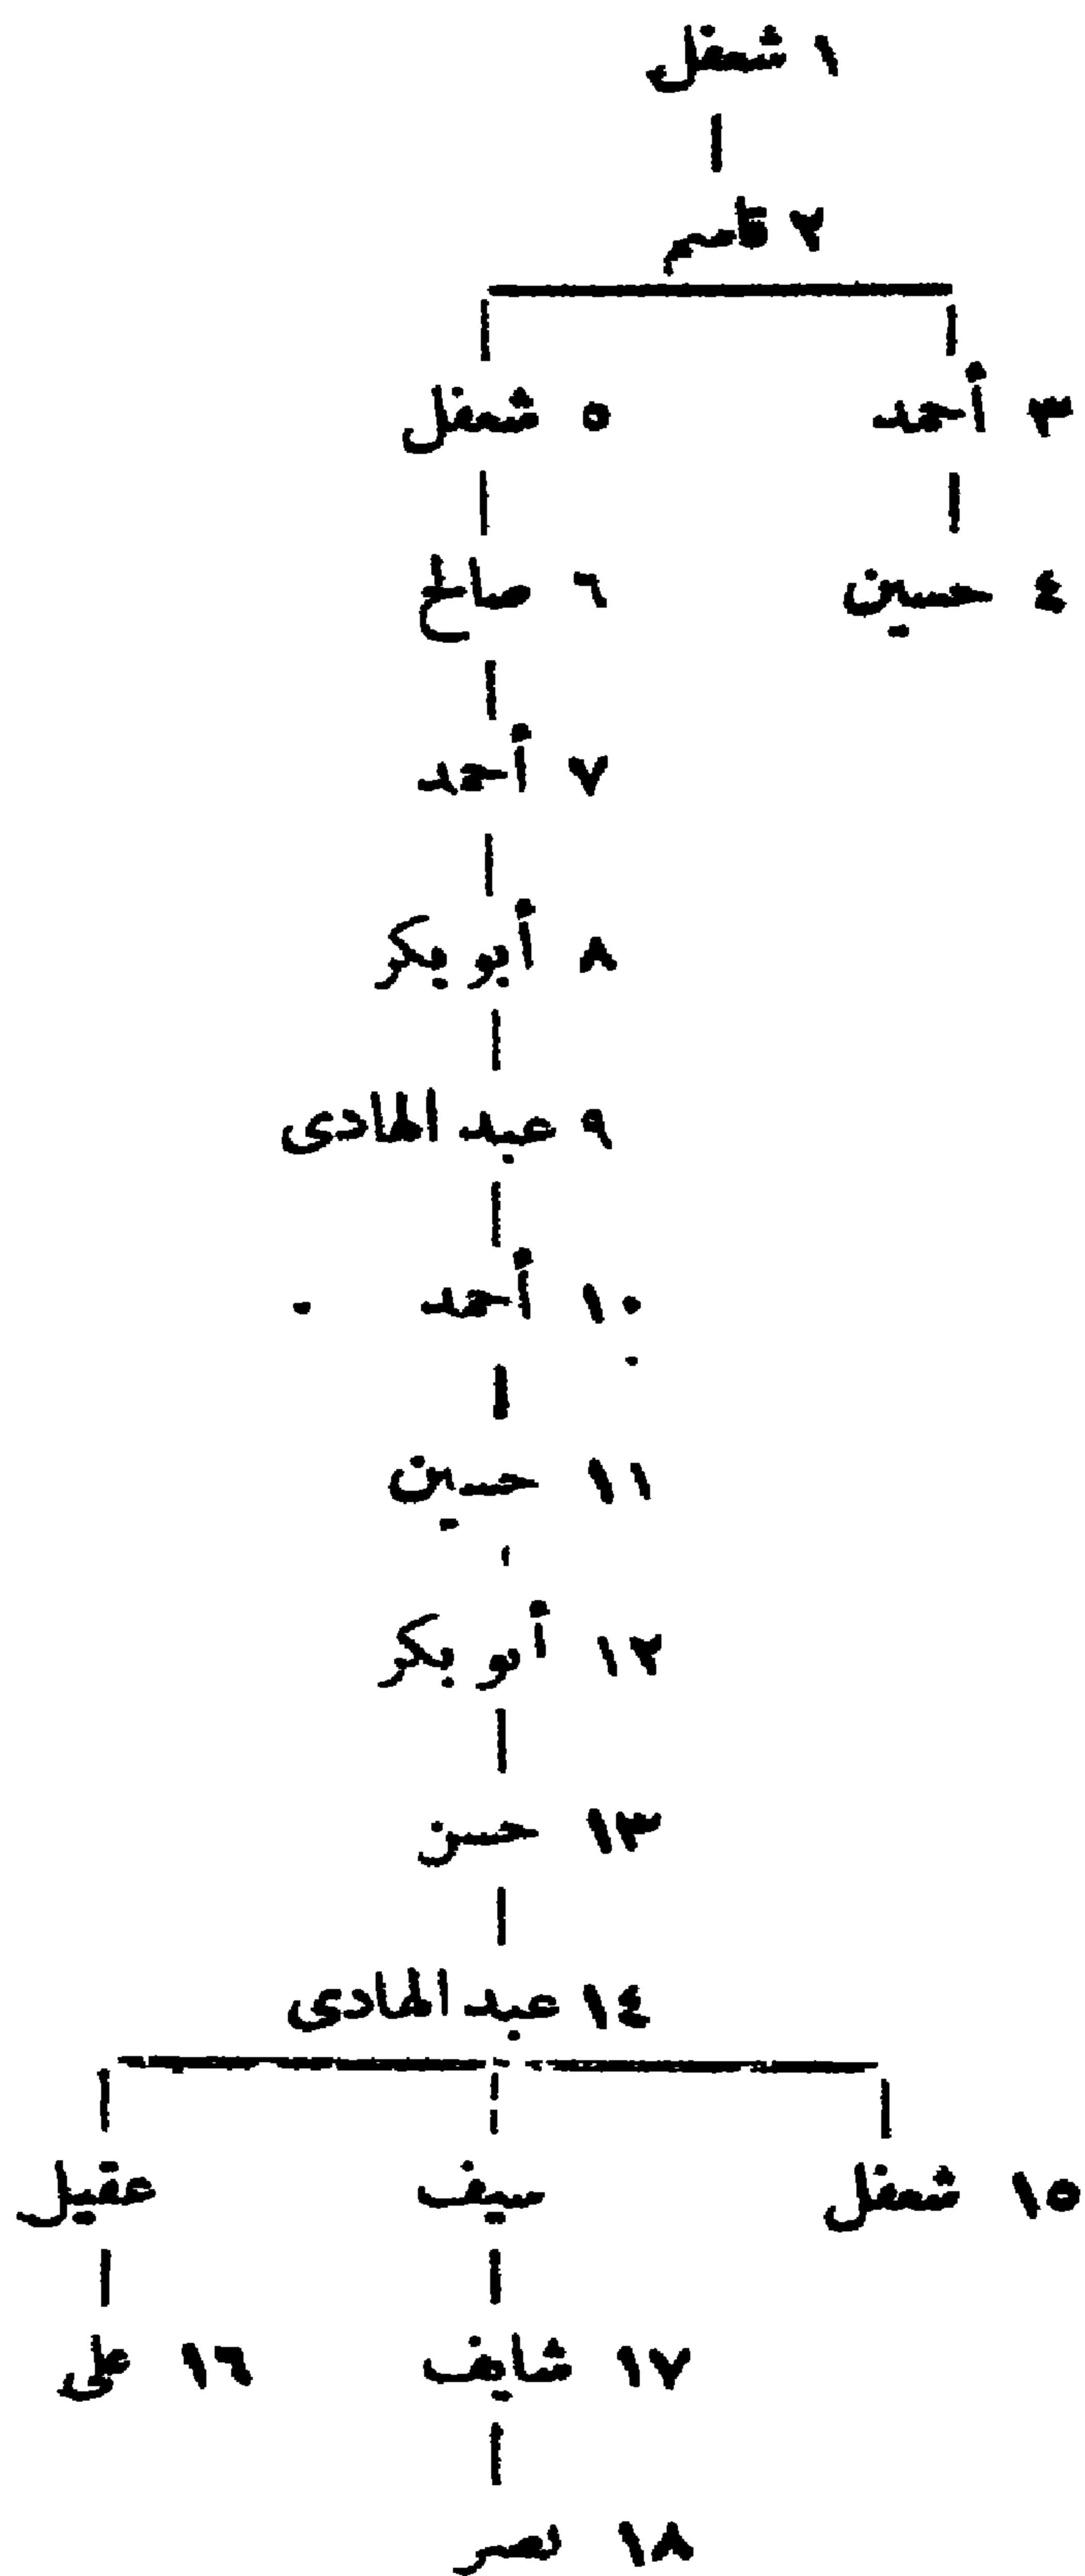 ١ شعفل
٢ قاسم
٣ أحمد ٥ شعفل
٤ حسين ٦ صالح
٧ أحمد
٨ أبو بكر
٩ عبد الهادى
١٠ أحمد
١١ حسين
١٢ أبو بكر
١٣ حسن
١٤ عبد الهادى
١٥ شعفل سيف عقيل
١٧ شايف ١٦ على
١٨ نصر